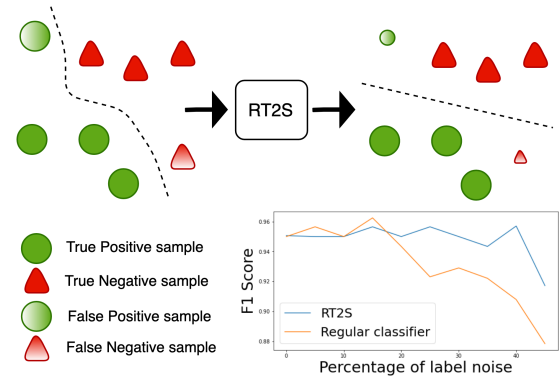 RT2S
True Positive sample
True Negative sample
False Positive sample
False Negative sample
F1 Score
0.96
0.94
0.92
0.90
0.88
RT2S
Regular classifier
0 10 20 30 40
Percentage of label noise